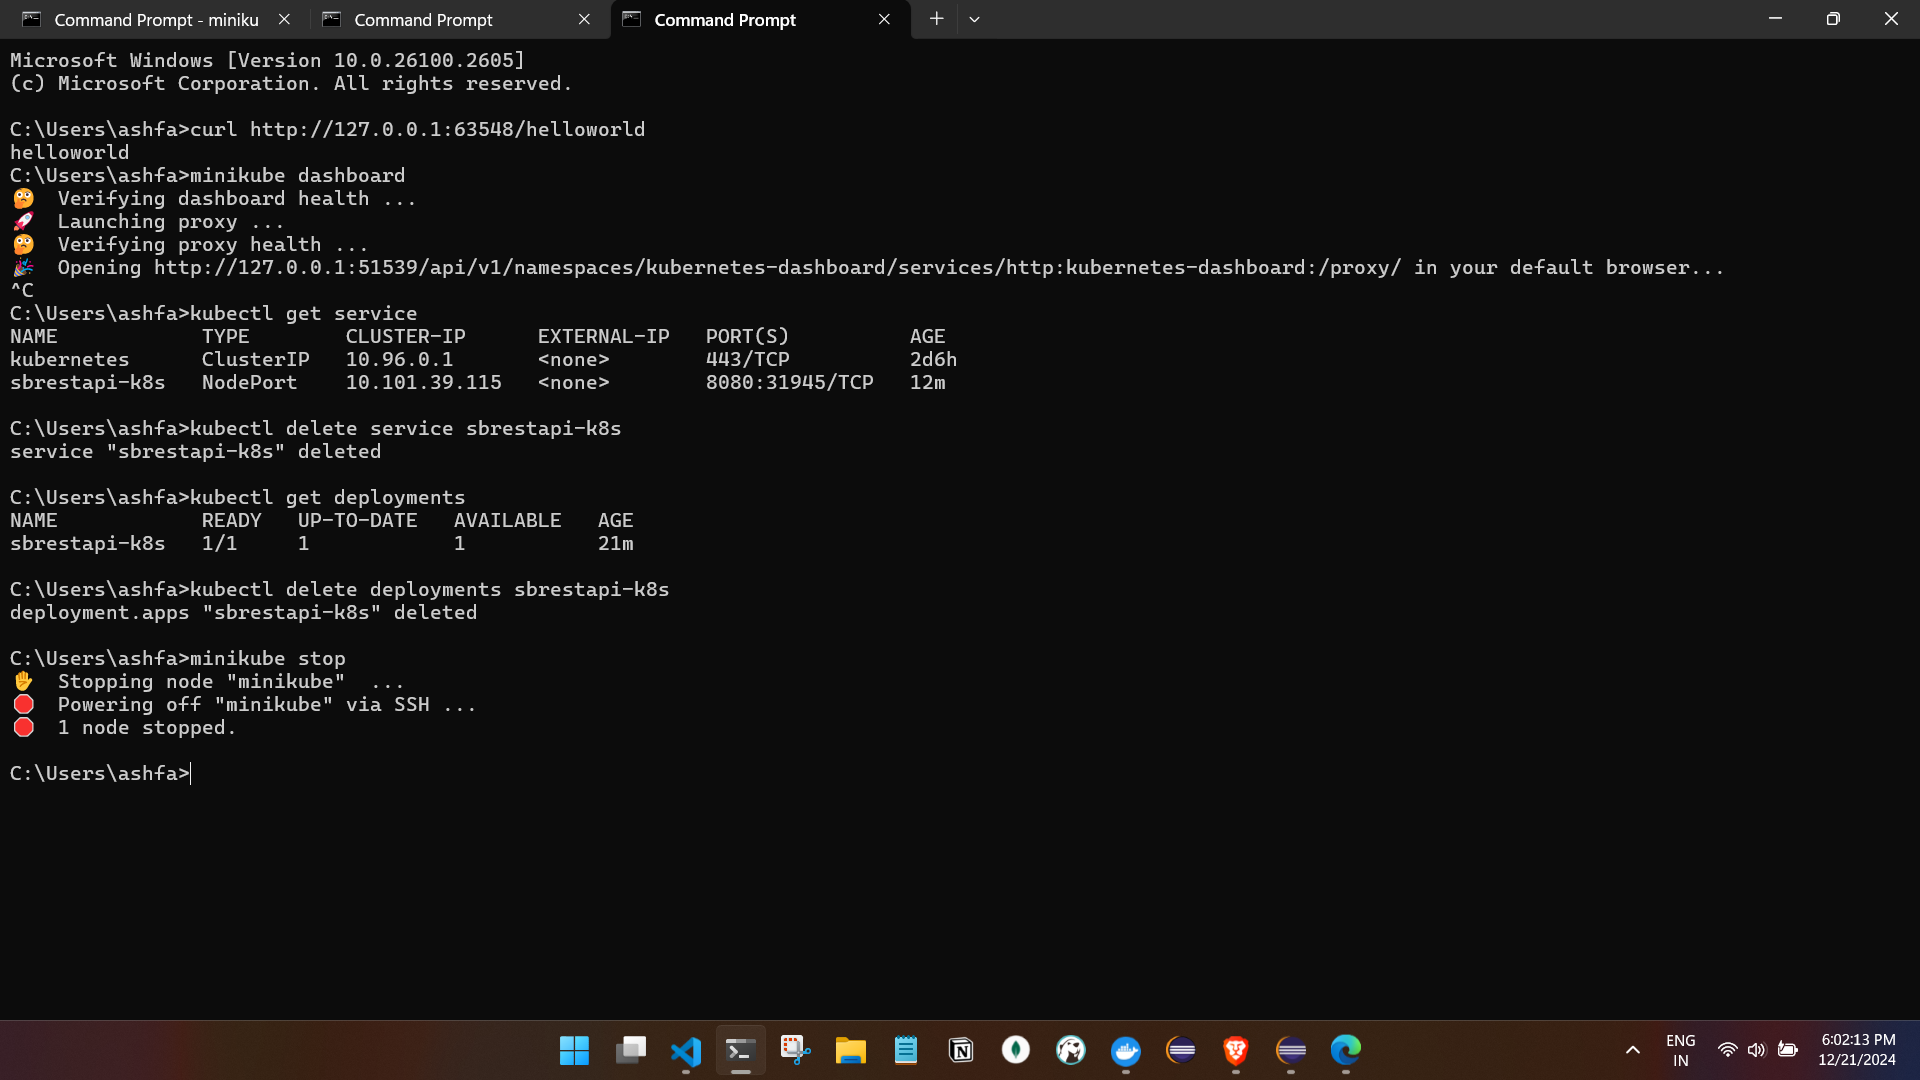 Command Prompt - miniku
Command Prompt
Command Prompt
Microsoft Windows [Version 10.0.26100.2605]
(c) Microsoft Corporation. All rights reserved.
C:\Users\ashfa>curl http://127.0.0.1:63548/helloworld
helloworld
C:\Users\ashfa>minikube dashboard
🤔  Verifying dashboard health ...
🚀  Launching proxy ...
🤔  Verifying proxy health ...
🎉  Opening http://127.0.0.1:51539/api/v1/namespaces/kubernetes-dashboard/services/http:kubernetes-dashboard:/proxy/ in your default browser...
^C
C:\Users\ashfa>kubectl get service
NAME            TYPE        CLUSTER-IP      EXTERNAL-IP   PORT(S)          AGE
kubernetes      ClusterIP   10.96.0.1       <none>        443/TCP          2d6h
sbrestapi-k8s   NodePort    10.101.39.115   <none>        8080:31945/TCP   12m
C:\Users\ashfa>kubectl delete service sbrestapi-k8s
service "sbrestapi-k8s" deleted
C:\Users\ashfa>kubectl get deployments
NAME            READY   UP-TO-DATE   AVAILABLE   AGE
sbrestapi-k8s   1/1     1            1           21m
C:\Users\ashfa>kubectl delete deployments sbrestapi-k8s
deployment.apps "sbrestapi-k8s" deleted
C:\Users\ashfa>minikube stop
✋  Stopping node "minikube"  ...
🛑  Powering off "minikube" via SSH ...
🛑  1 node stopped.
C:\Users\ashfa>
ENG
IN
6:02:13 PM
12/21/2024